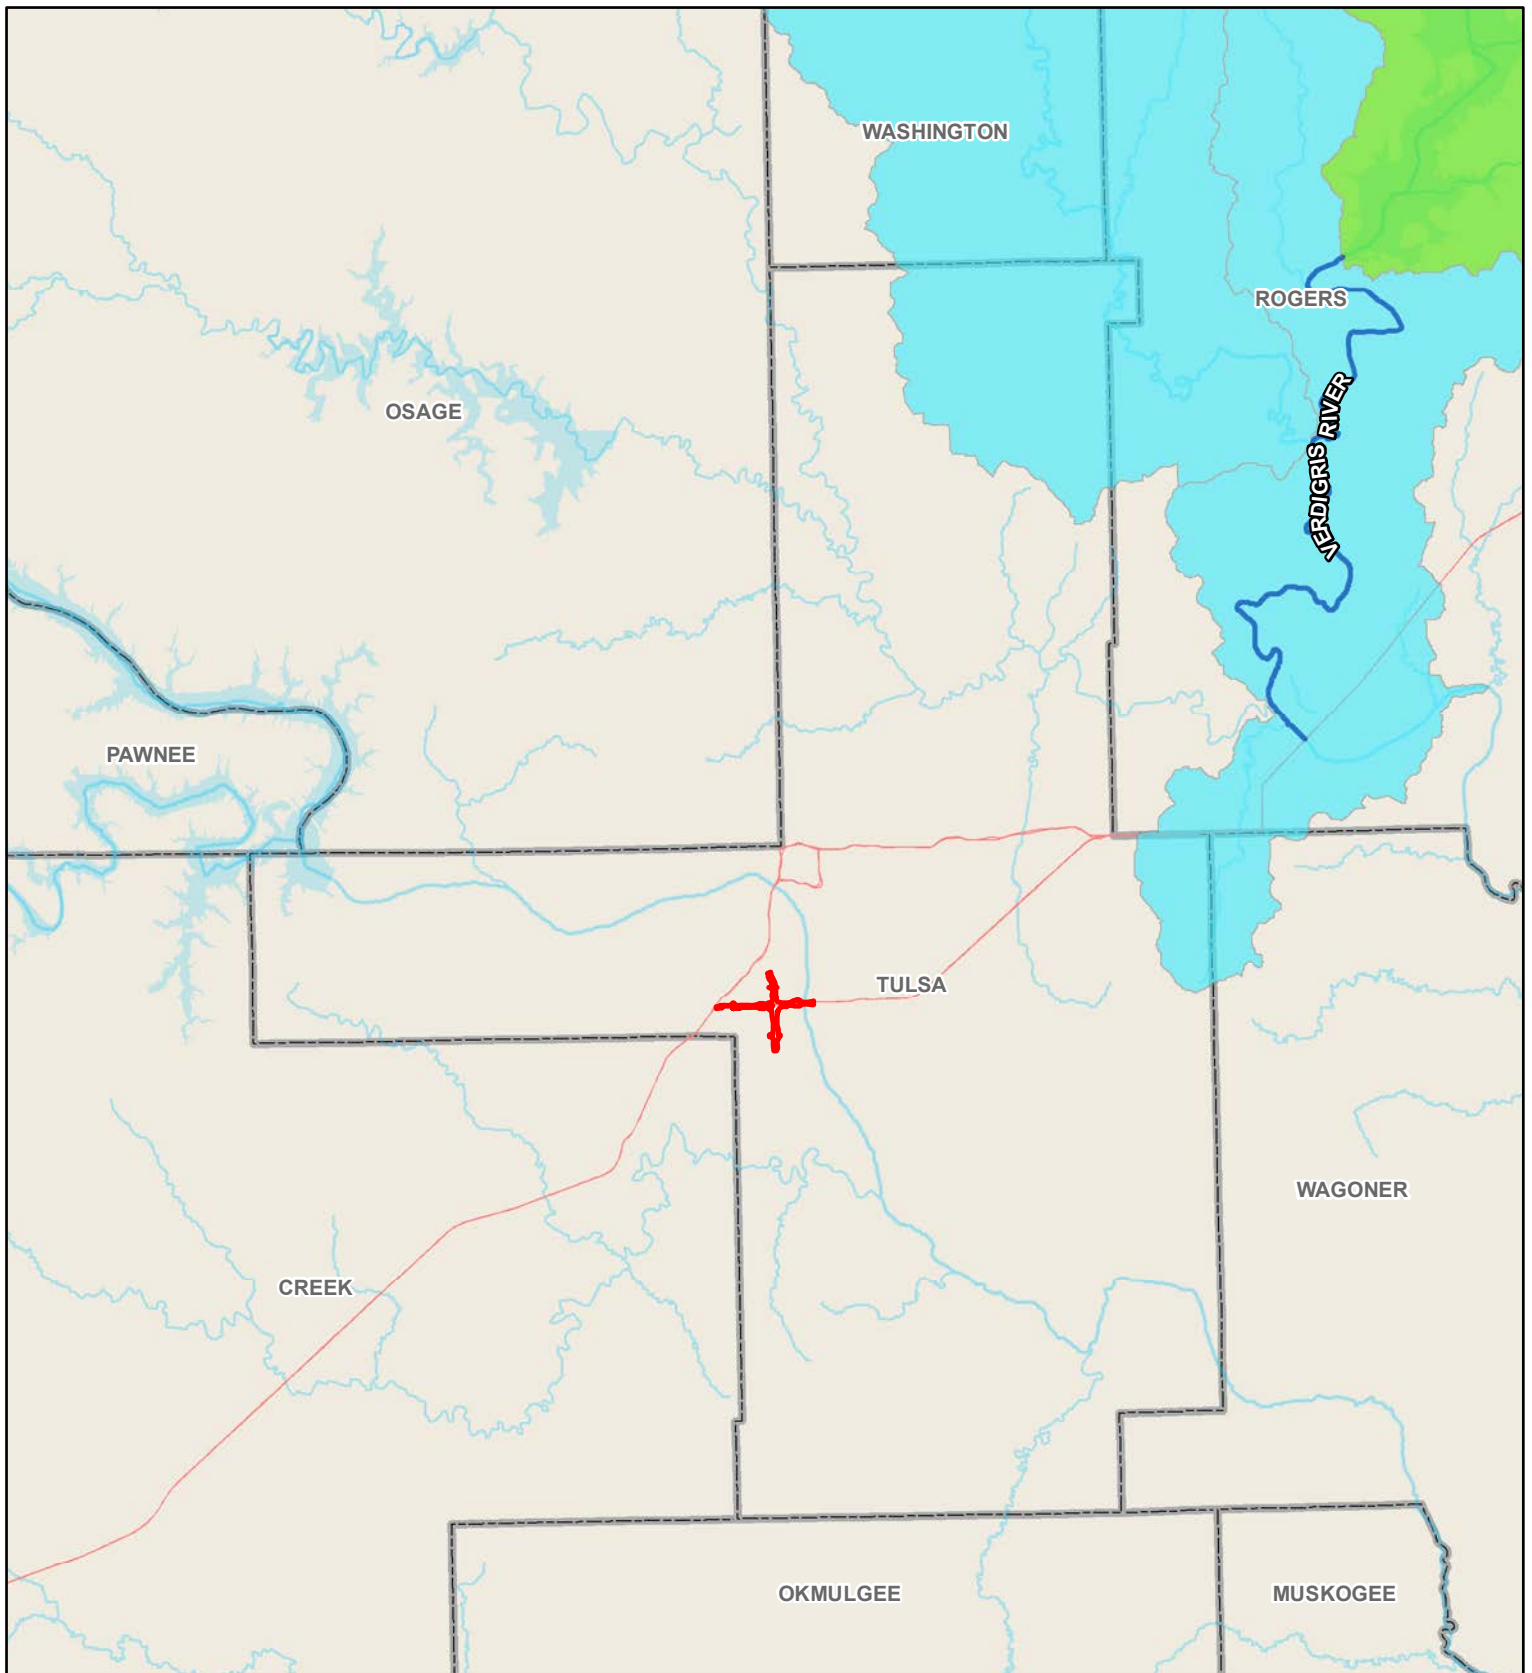 WASHINGTON
ROGERS
OSAGE
VERDIGRIS RIVER
PAWNEE
TULSA
WAGONER
CREEK
OKMULGEE
MUSKOGEE